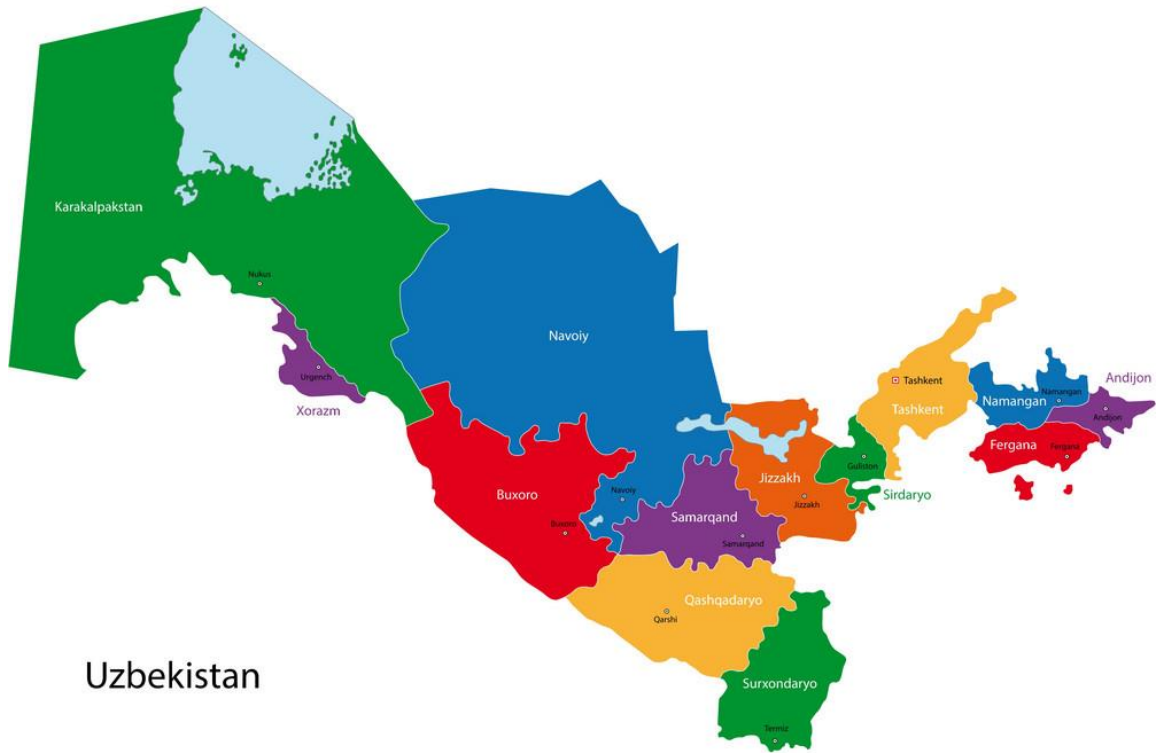 Karakalpakstan
Nukus
Urgench
Xorazm
Navoiy
Tashkent
Tashkent
Namangan
Namangan
Andijon
Andijon
Fergana
Fergana
Guliston
Sirdaryo
Jizzakh
Jizzakh
Buxoro
Buxoro
Navoiy
Samarqand
Samarqand
Qashqadaryo
Qarshi
Surxondaryo
Termiz
Uzbekistan